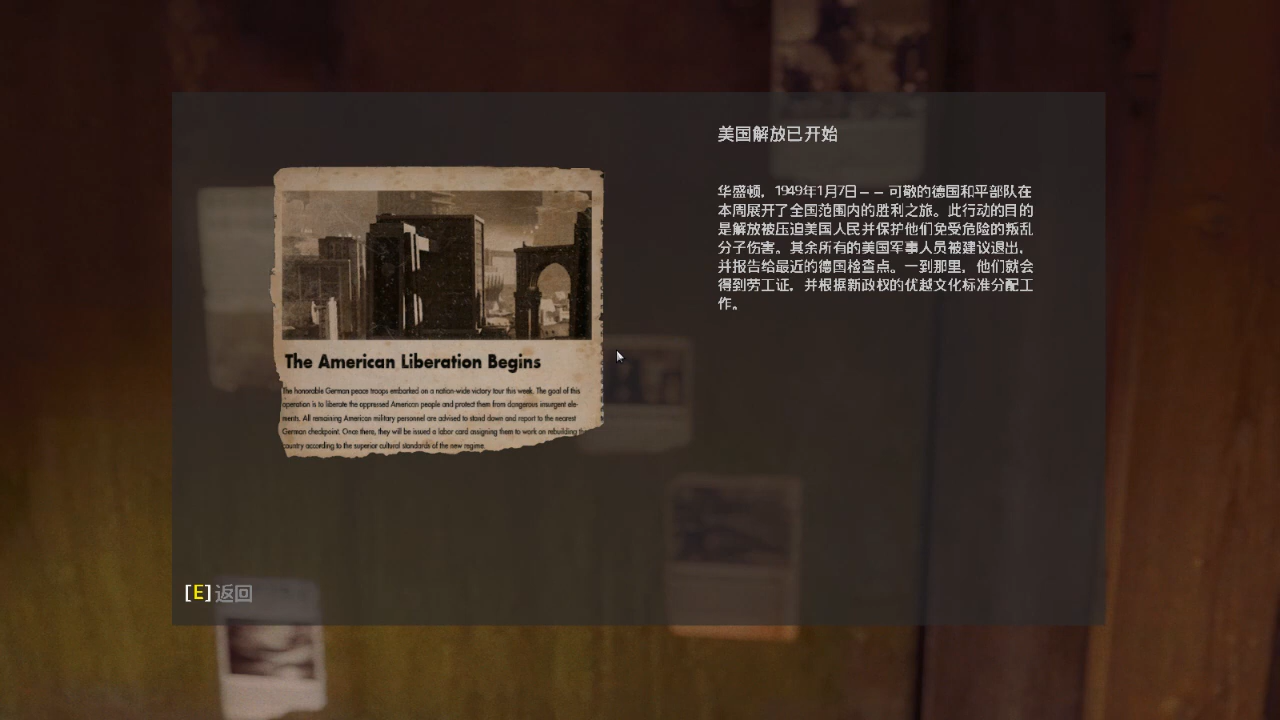 The American Liberation Begins
The honorable German peace troops embarked on a nation-wide victory tour this week. The goal of this
operation is to liberate the oppressed American people and protect them from dangerous insurgent ele-
ments. All remaining American military personnel are advised to stand down and report to the nearest
German checkpoint. Once there, they will be issued a labor card assigning them to work on rebuilding th
country according to the superior cultural standards of the new regime.
美国解放已开始
华盛顿，1949年1月7日－－可敬的德国和平部队在
本周展开了全国范围内的胜利之旅。此行动的目的
是解放被压迫美国人民并保护他们免受危险的叛乱
分子伤害。其余所有的美国军事人员被建议退出，
并报告给最近的德国检查点。一到那里，他们就会
得到劳工证，并根据新政权的优越文化标准分配工
作。
[E]返回